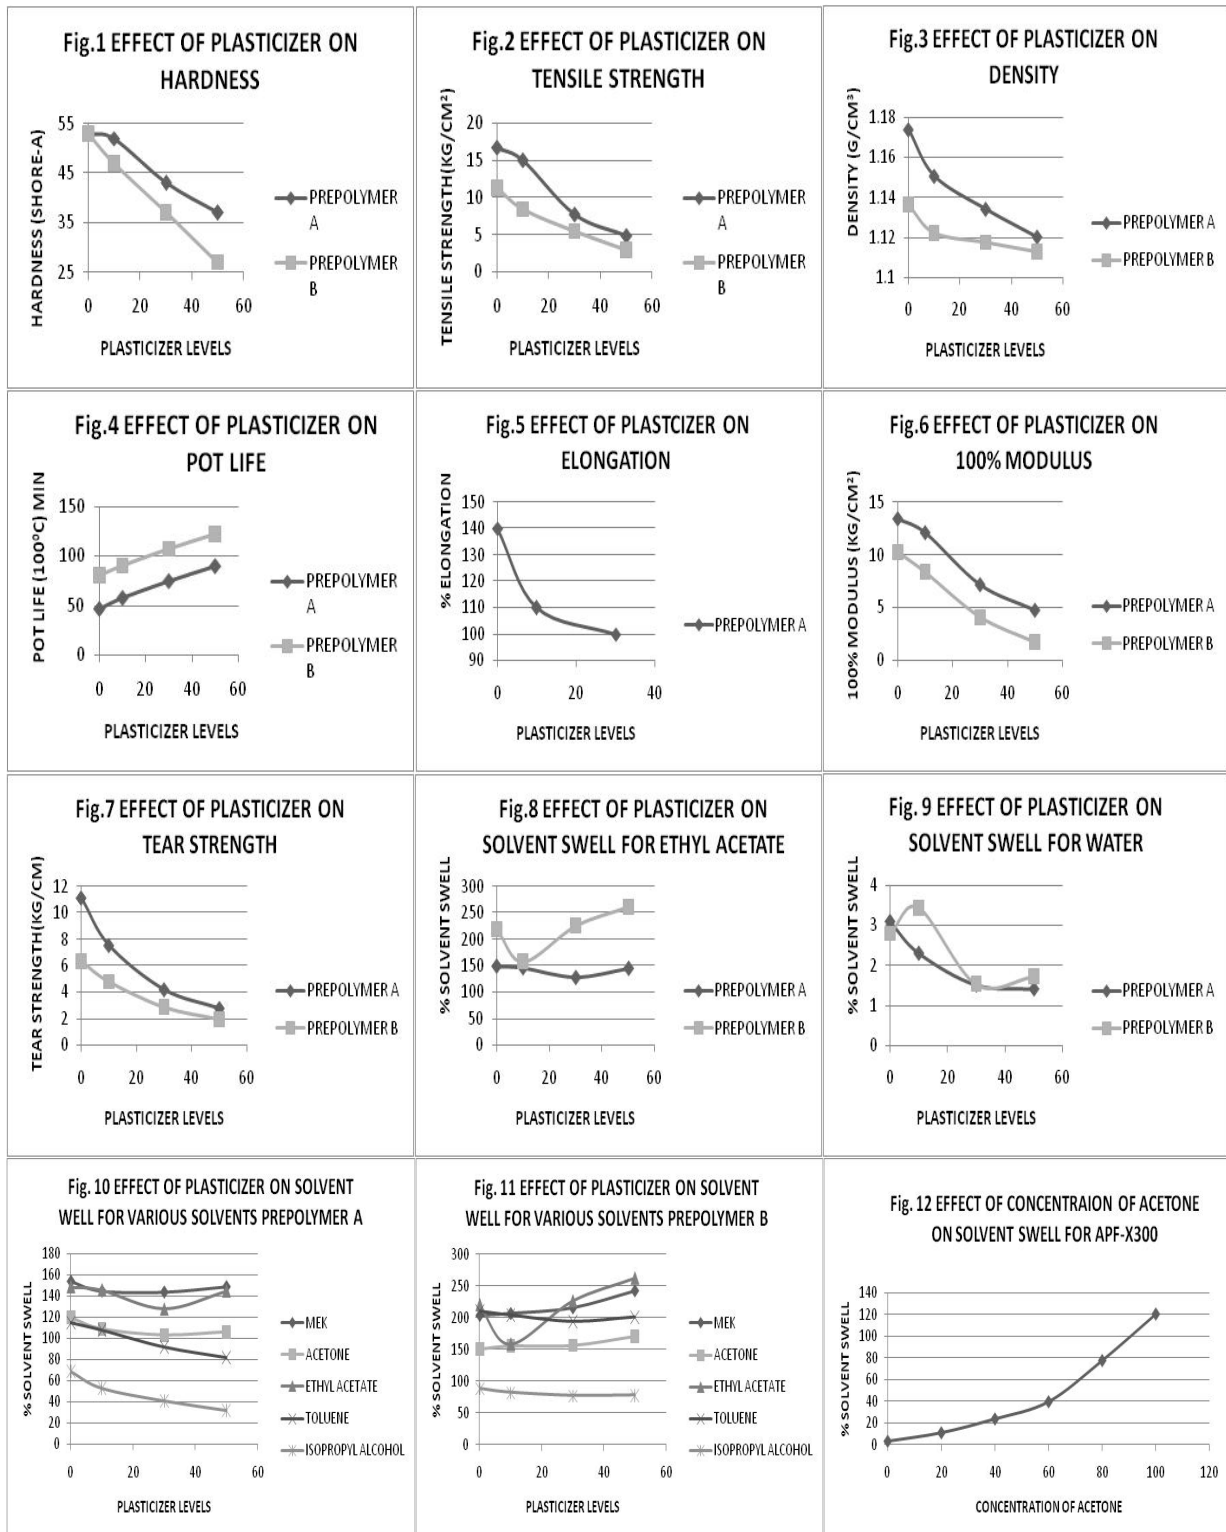 Fig.1 EFFECT OF PLASTICIZER ON
HARDNESS
HARDNESS (SHORE-A)
55
45
35
25
0 20 40 60
PLASTICIZER LEVELS
PREPOLYMER
A
PREPOLYMER
B
Fig.2 EFFECT OF PLASTICIZER ON
TENSILE STRENGTH
TENSILE STRENGTH(KG/CM²)
20
15
10
5
0
0 20 40 60
PLASTICIZER LEVELS
PREPOLYMER
A
PREPOLYMER
B
Fig.3 EFFECT OF PLASTICIZER ON
DENSITY
DENSITY (G/CM³)
1.18
1.16
1.14
1.12
1.1
0 20 40 60
PLASTICIZER LEVELS
PREPOLYMER A
PREPOLYMER B
Fig.4 EFFECT OF PLASTICIZER ON
POT LIFE
POT LIFE (100⁰C) MIN
150
100
50
0
0 20 40 60
PLASTICIZER LEVELS
PREPOLYMER
A
PREPOLYMER
B
Fig.5 EFFECT OF PLASTCIZER ON
ELONGATION
% ELONGATION
150
140
130
120
110
100
90
0 20 40
PLASTICIZER LEVELS
PREPOLYMER A
Fig.6 EFFECT OF PLASTICIZER ON
100% MODULUS
100% MODULUS (KG/CM²)
15
10
5
0
0 20 40 60
PLASTICIZER LEVELS
PREPOLYMER A
PREPOLYMER B
Fig.7 EFFECT OF PLASTICIZER ON
TEAR STRENGTH
TEAR STRENGTH(KG/CM)
12
10
8
6
4
2
0
0 20 40 60
PLASTICIZER LEVELS
PREPOLYMER A
PREPOLYMER B
Fig.8 EFFECT OF PLASTICIZER ON
SOLVENT SWELL FOR ETHYL ACETATE
% SOLVENT SWELL
300
250
200
150
100
50
0
0 20 40 60
PLASTICIZER LEVELS
PREPOLYMER A
PREPOLYMER B
Fig. 9 EFFECT OF PLASTICIZER ON
SOLVENT SWELL FOR WATER
% SOLVENT SWELL
4
3
2
1
0
0 20 40 60
PLASTICIZER LEVELS
PREPOLYMER A
PREPOLYMER B
Fig. 10 EFFECT OF PLASTICIZER ON SOLVENT
WELL FOR VARIOUS SOLVENTS PREPOLYMER A
% SOLVENT SWELL
180
160
140
120
100
80
60
40
20
0
0 20 40 60
PLASTICIZER LEVELS
MEK
ACETONE
ETHYL ACETATE
TOLUENE
ISOPROPYL ALCOHOL
Fig. 11 EFFECT OF PLASTICIZER ON SOLVENT
WELL FOR VARIOUS SOLVENTS PREPOLYMER B
% SOLVENT SWELL
300
250
200
150
100
50
0
0 20 40 60
PLASTICIZER LEVELS
MEK
ACETONE
ETHYL ACETATE
TOLUENE
ISOPROPYL ALCOHOL
Fig. 12 EFFECT OF CONCENTRAION OF ACETONE
ON SOLVENT SWELL FOR APF-X300
% SOLVENT SWELL
140
120
100
80
60
40
20
0
0 20 40 60 80 100 120
CONCENTRATION OF ACETONE